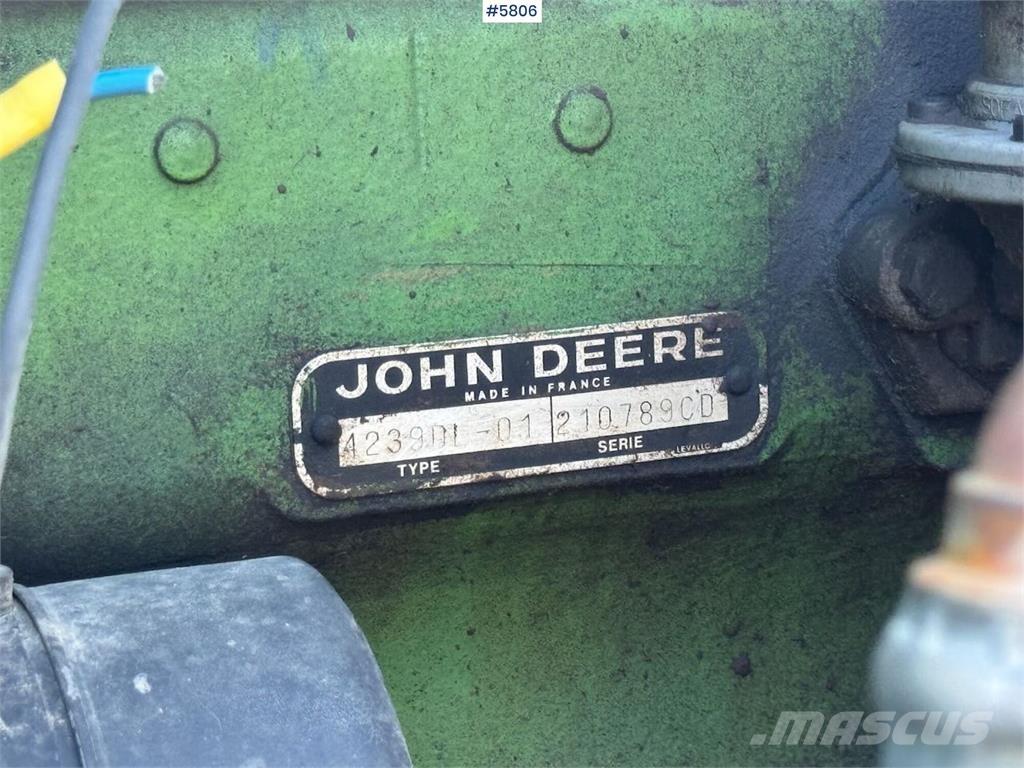 #5806
JOHN DEERE
MADE IN FRANCE
4239DL-01 210789CD
TYPE SERIE
MASCUS